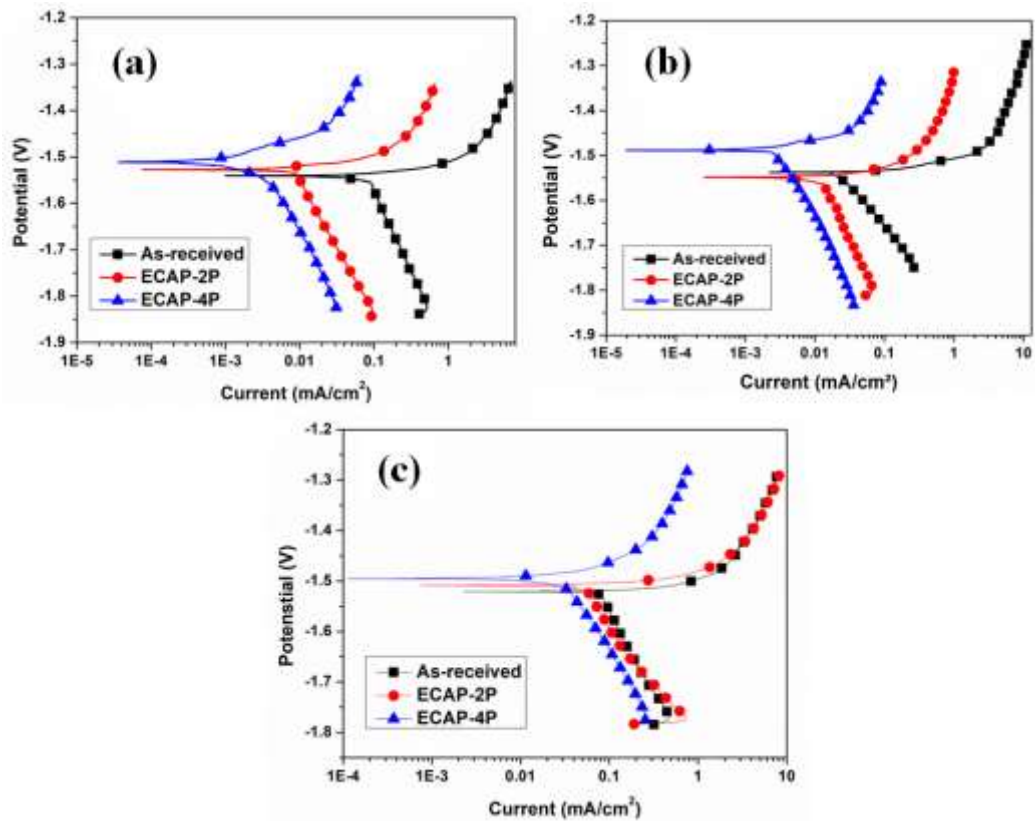 (a)
-1.2
-1.3
-1.4
-1.5
-1.6
-1.7
-1.8
-1.9
Potential (V)
As-received
ECAP-2P
ECAP-4P
1E-5 1E-4 1E-3 0.01 0.1 1
Current (mA/cm²)
(b)
-1.2
-1.3
-1.4
-1.5
-1.6
-1.7
-1.8
-1.9
Potential (V)
As-received
ECAP-2P
ECAP-4P
1E-5 1E-4 1E-3 0.01 0.1 1 10
Current (mA/cm²)
(c)
-1.2
-1.3
-1.4
-1.5
-1.6
-1.7
-1.8
Potenstial (V)
As-received
ECAP-2P
ECAP-4P
1E-4 1E-3 0.01 0.1 1 10
Current (mA/cm²)